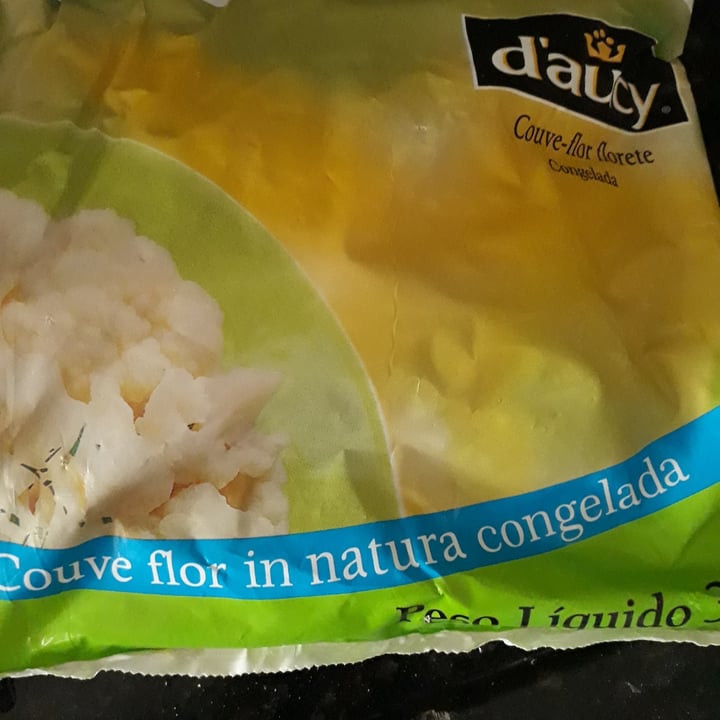 d'aucy
Couve-flor florete
Congelada
Couve flor in natura congelada
Peso Líquido